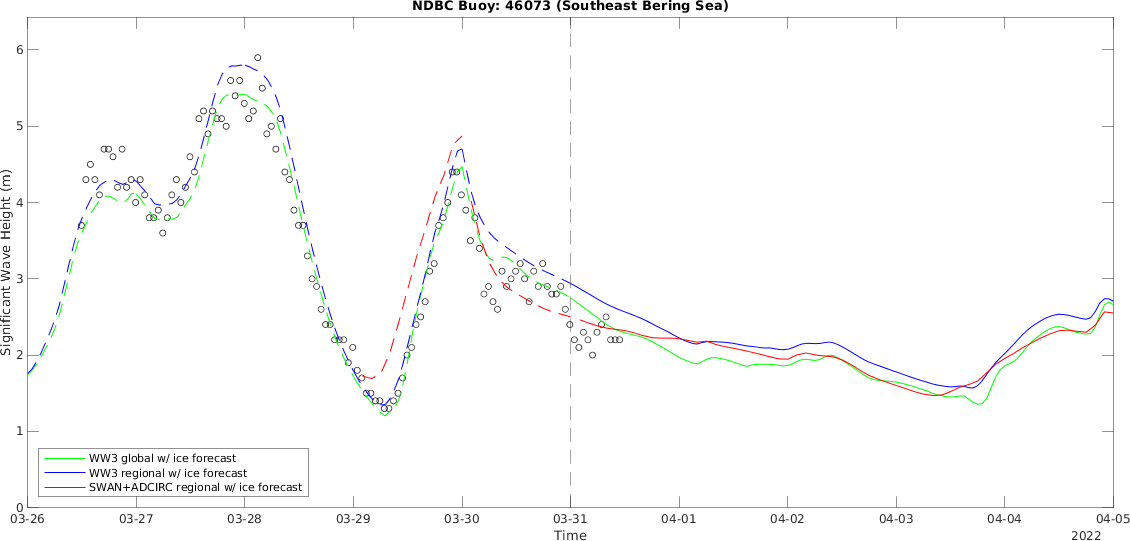 NDBC Buoy: 46073 (Southeast Bering Sea)
Significant Wave Height (m)
6
5
4
3
2
1
0
WW3 global w/ ice forecast
WW3 regional w/ ice forecast
SWAN+ADCIRC regional w/ ice forecast
03-26 03-27 03-28 03-29 03-30 03-31 04-01 04-02 04-03 04-04 04-05
Time
2022